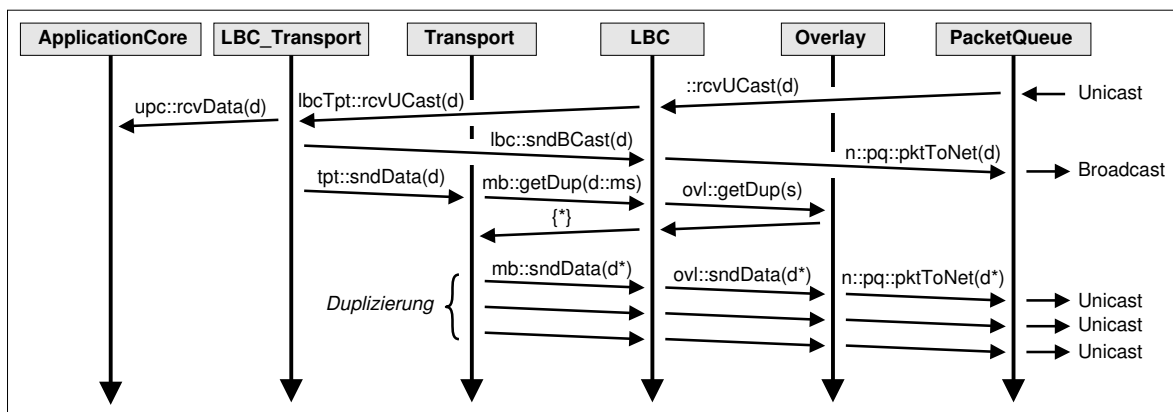 ApplicationCore LBC_Transport Transport LBC Overlay PacketQueue
::rcvUCast(d) Unicast
upc::rcvData(d) lbcTpt::rcvUCast(d)
lbc::sndBCast(d) n::pq::pktToNet(d)
Broadcast
tpt::sndData(d) mb::getDup(d::ms) ovl::getDup(s)
{*}
mb::sndData(d*) ovl::sndData(d*) n::pq::pktToNet(d*)
Duplizierung Unicast
Unicast
Unicast